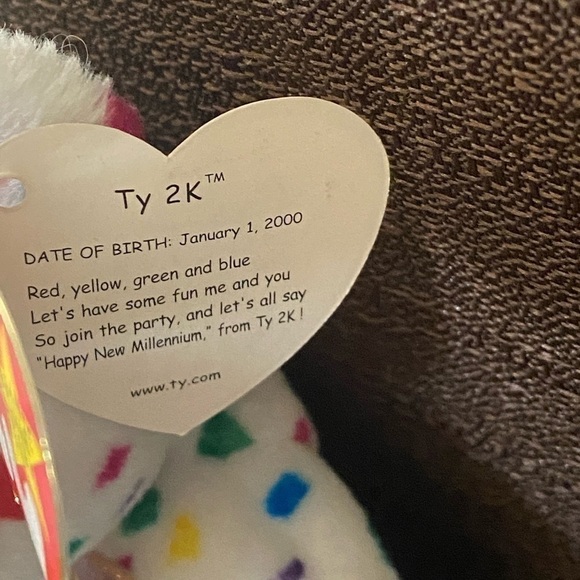 Ty 2K™
DATE OF BIRTH: January 1, 2000
Red, yellow, green and blue
Let's have some fun me and you
So join the party, and let's all say
"Happy New Millennium," from Ty 2K!
www.ty.com